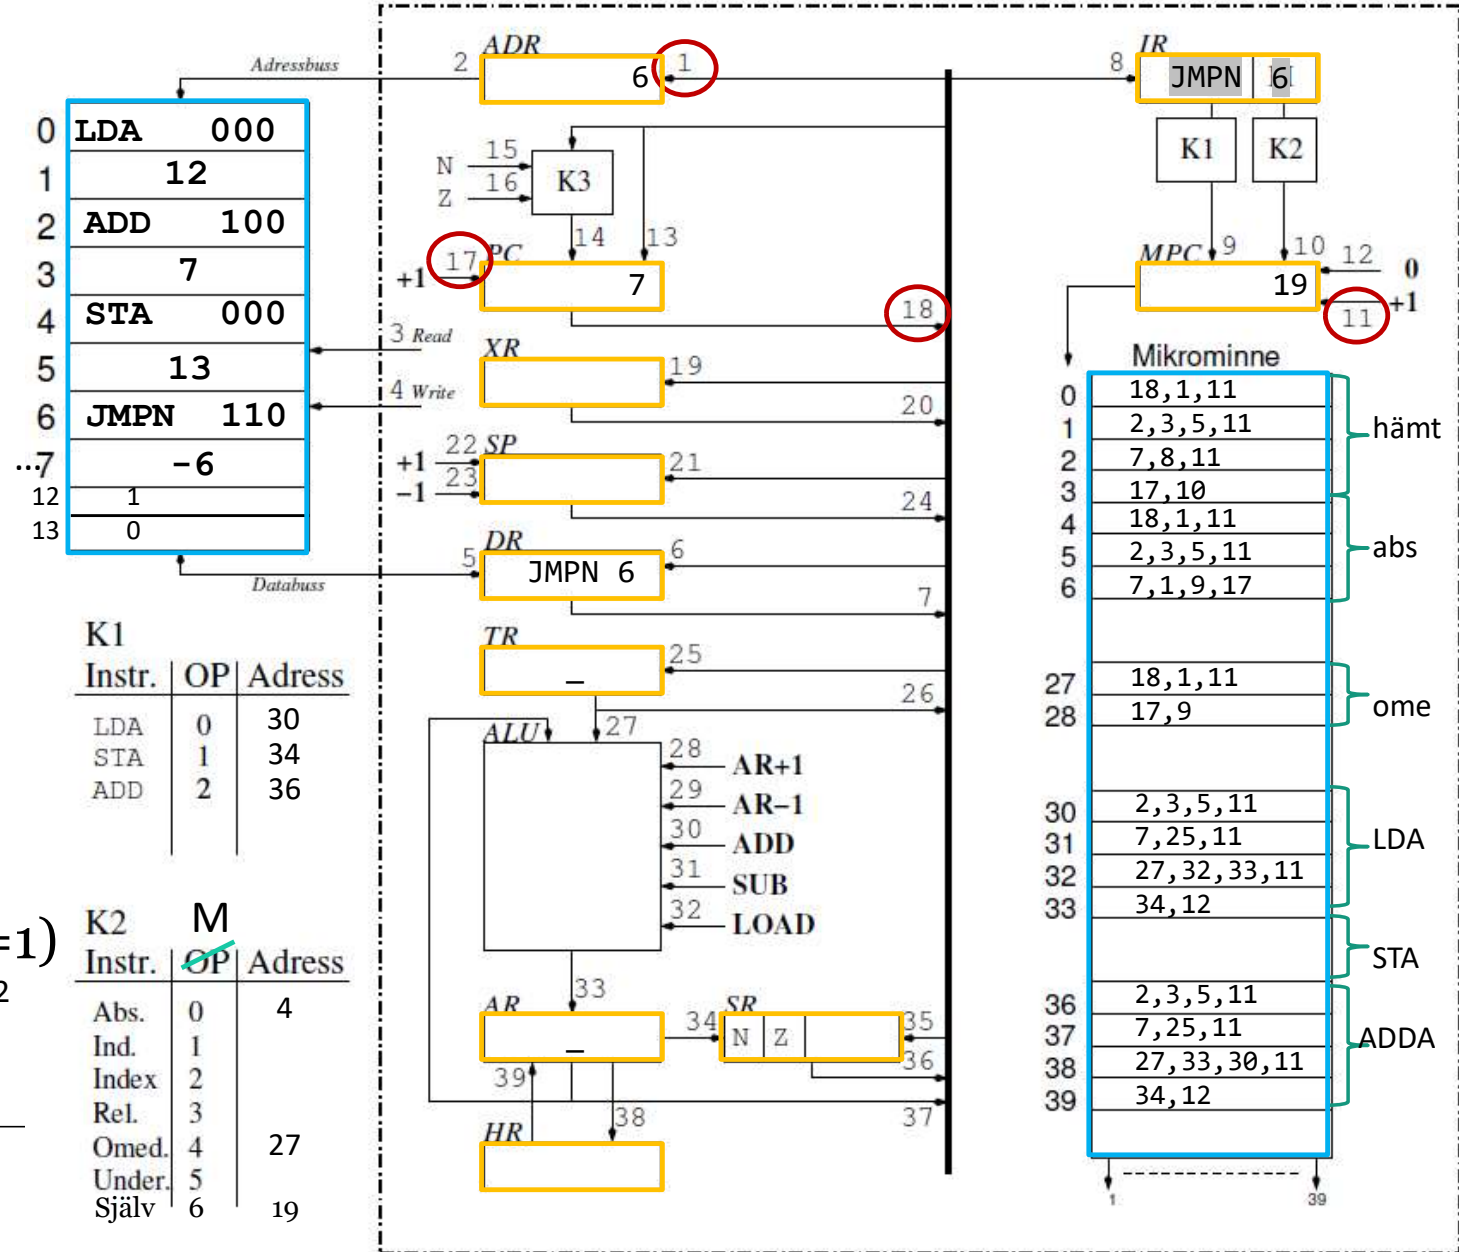 Adressbuss
2
ADR
6
1
8
IR
JMPN 6
0 LDA 000
1 12
2 ADD 100
3 7
4 STA 000
5 13
6 JMPN 110
...7 -6
12 1
13 0
Databuss
N 15
Z 16
K3
14
13
K1
K2
9
10
12 0
11 +1
+1 17
PC
7
18
MPC
19
3 Read
4 Write
XR
19
20
+1 22 SP
-1 23
21
24
5
DR
JMPN 6
6
7
TR
_
25
26
27
ALU
28 AR+1
29 AR−1
30 ADD
31 SUB
32 LOAD
33
AR
_
34
SR
N Z
35
36
37
39
38
HR
Mikrominne
0 18,1,11
1 2,3,5,11
2 7,8,11
3 17,10
hämt
4 18,1,11
5 2,3,5,11
6 7,1,9,17
abs
27 18,1,11
28 17,9
ome
30 2,3,5,11
31 7,25,11
32 27,32,33,11
33 34,12
LDA
STA
36 2,3,5,11
37 7,25,11
38 27,33,30,11
39 34,12
ADDA
1
39
K1
Instr. OP Adress
LDA 0 30
STA 1 34
ADD 2 36
=1)
2
K2
M
Instr. OP Adress
Abs. 0 4
Ind. 1
Index 2
Rel. 3
Omed. 4 27
Under. 5
Själv 6 19